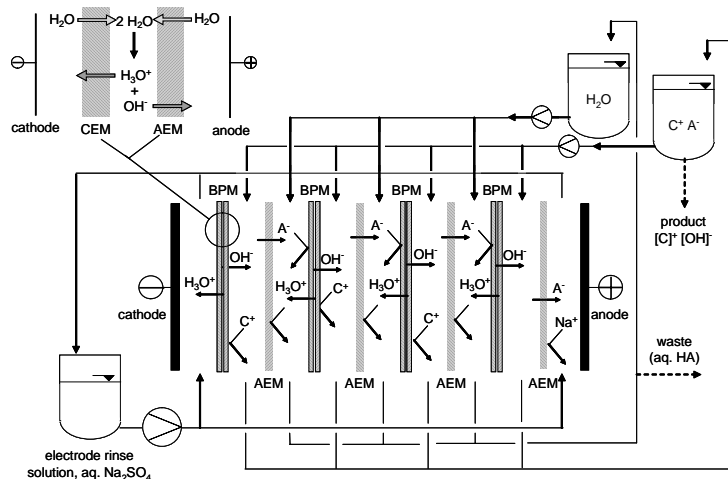 H₂O 2 H₂O H₂O
H₃O⁺
+
OH⁻
cathode CEM AEM anode
H₂O
C⁺ A⁻
product
[C]⁺ [OH]⁻
BPM BPM BPM BPM
A⁻ A⁻ A⁻
OH⁻ OH⁻ OH⁻ OH⁻
H₃O⁺ H₃O⁺ H₃O⁺ H₃O⁺ A⁻
C⁺ C⁺ C⁺ Na⁺
cathode anode
waste
(aq. HA)
AEM AEM AEM AEM
electrode rinse
solution, aq. Na₂SO₄